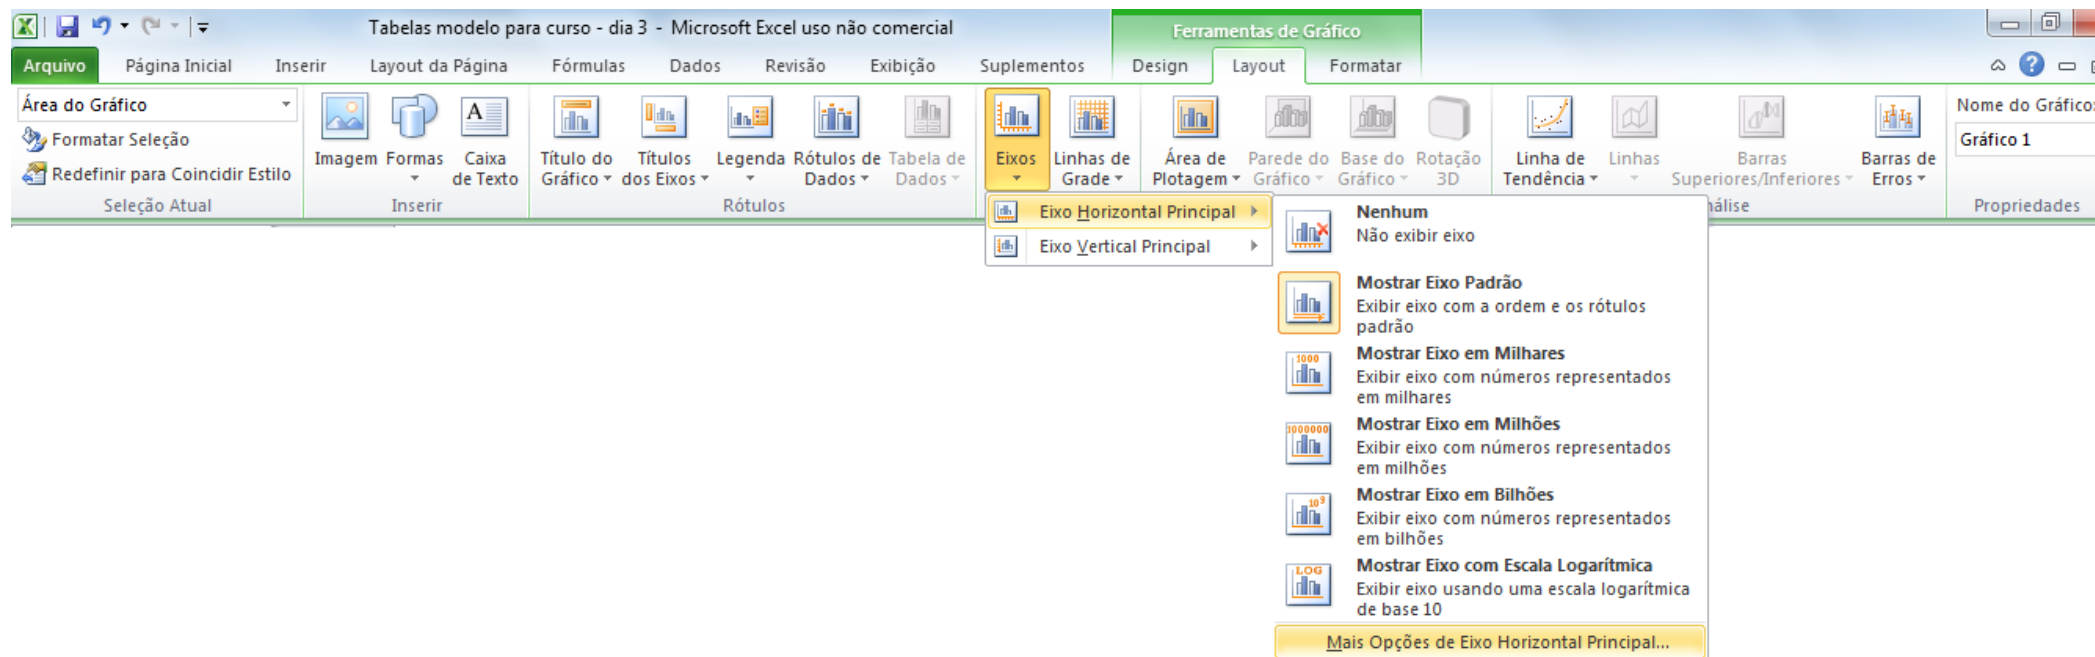 Tabelas modelo para curso - dia 3 - Microsoft Excel uso não comercial
Ferramentas de Gráfico
Arquivo Página Inicial Inserir Layout da Página Fórmulas Dados Revisão Exibição Suplementos Design Layout Formatar
Área do Gráfico
Formatar Seleção
Redefinir para Coincidir Estilo
Seleção Atual
Imagem Formas Caixa de Texto
Inserir
Título do Gráfico Títulos dos Eixos Legenda Rótulos de Dados Tabela de Dados
Rótulos
Eixos Linhas de Grade
Área de Plotagem Parede do Gráfico Base do Gráfico Rotação 3D
Linha de Tendência Linhas Barras Superiores/Inferiores Barras de Erros
álise
Nome do Gráfico:
Gráfico 1
Propriedades
Eixo Horizontal Principal
Eixo Vertical Principal
Nenhum
Não exibir eixo
Mostrar Eixo Padrão
Exibir eixo com a ordem e os rótulos
padrão
1000
Mostrar Eixo em Milhares
Exibir eixo com números representados
em milhares
1000000
Mostrar Eixo em Milhões
Exibir eixo com números representados
em milhões
10⁹
Mostrar Eixo em Bilhões
Exibir eixo com números representados
em bilhões
LOG
Mostrar Eixo com Escala Logarítmica
Exibir eixo usando uma escala logarítmica
de base 10
Mais Opções de Eixo Horizontal Principal...